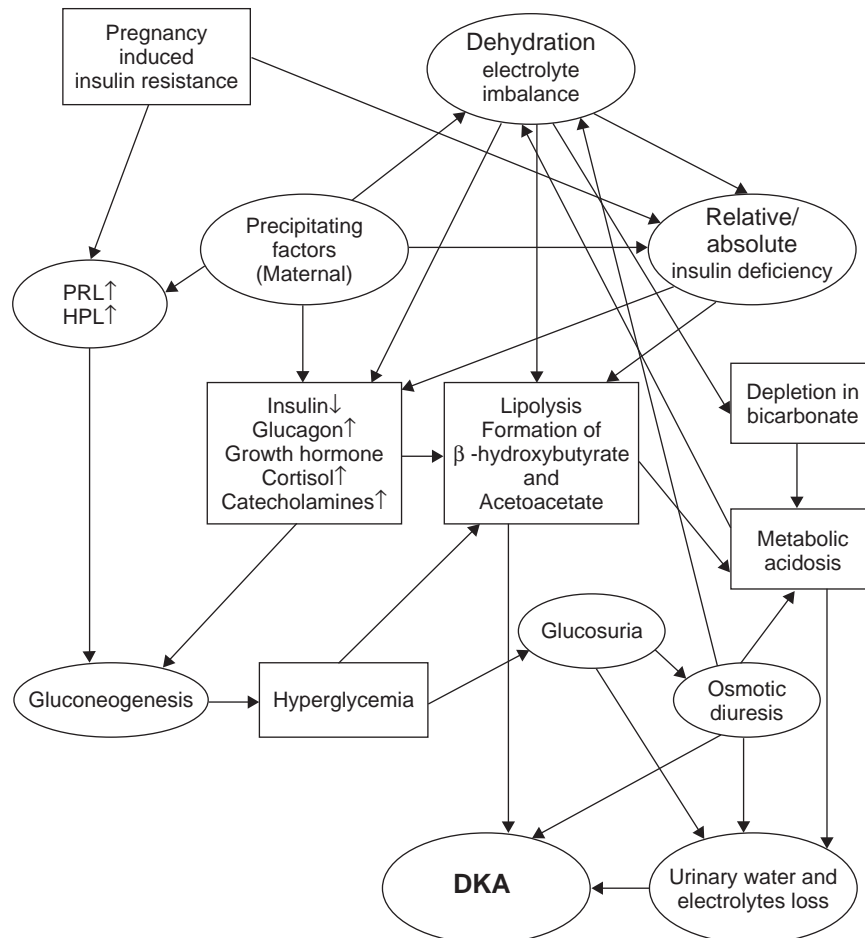 Pregnancy
induced
insulin resistance
Dehydration
electrolyte
imbalance
Precipitating
factors
(Maternal)
Relative/
absolute
insulin deficiency
PRL↑
HPL↑
Insulin↓
Glucagon↑
Growth hormone
Cortisol↑
Catecholamines↑
Lipolysis
Formation of
β -hydroxybutyrate
and
Acetoacetate
Depletion in
bicarbonate
Metabolic
acidosis
Glucosuria
Gluconeogenesis
Hyperglycemia
Osmotic
diuresis
DKA
Urinary water and
electrolytes loss